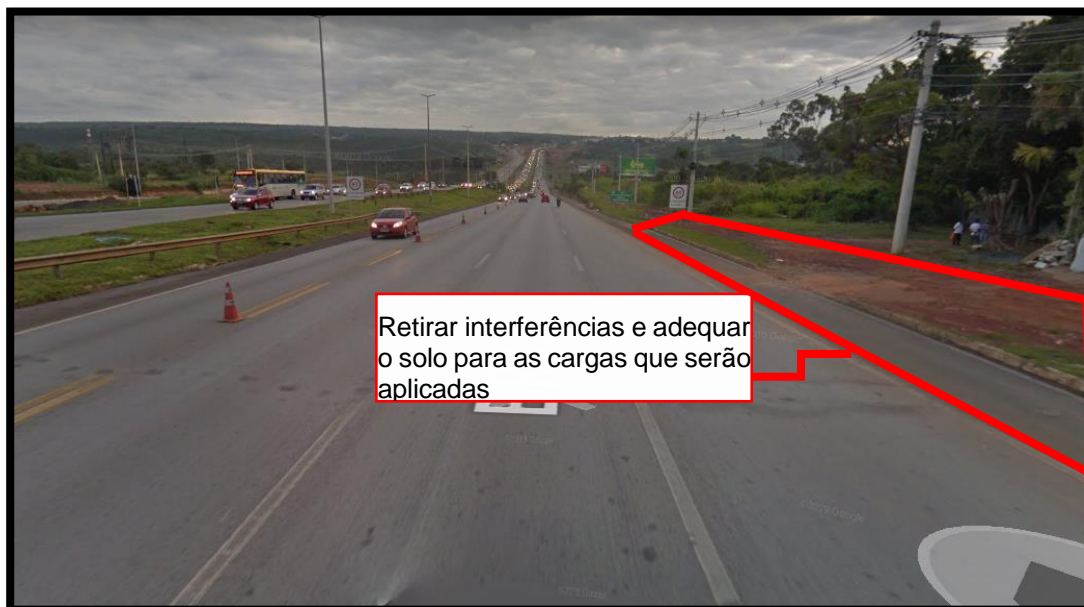 Retirar interferências e adequar
o solo para as cargas que serão
aplicadas